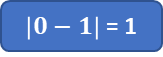 |0 − 1| = 1